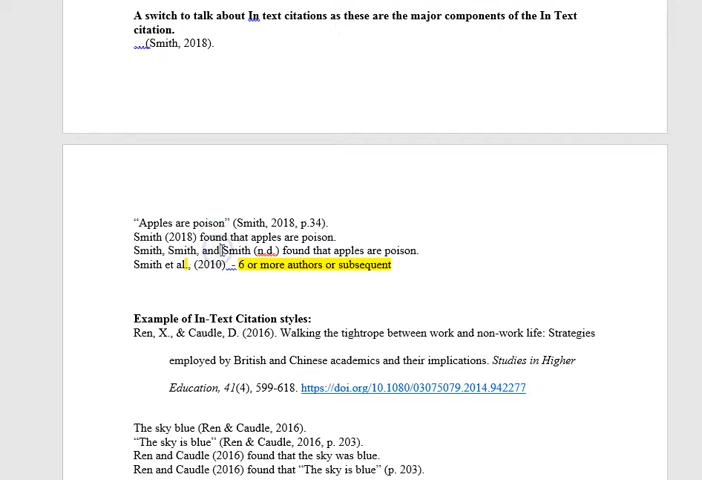 A switch to talk about In text citations as these are the major components of the In Text
citation.
...(Smith, 2018).
“Apples are poison” (Smith, 2018, p.34).
Smith (2018) found that apples are poison.
Smith, Smith, and Smith (n.d.) found that apples are poison.
Smith et al., (2010) - 6 or more authors or subsequent
Example of In-Text Citation styles:
Ren, X., & Caudle, D. (2016). Walking the tightrope between work and non-work life: Strategies
employed by British and Chinese academics and their implications. Studies in Higher
Education, 41(4), 599-618. https://doi.org/10.1080/03075079.2014.942277
The sky blue (Ren & Caudle, 2016).
“The sky is blue” (Ren & Caudle, 2016, p. 203).
Ren and Caudle (2016) found that the sky was blue.
Ren and Caudle (2016) found that “The sky is blue” (p. 203).